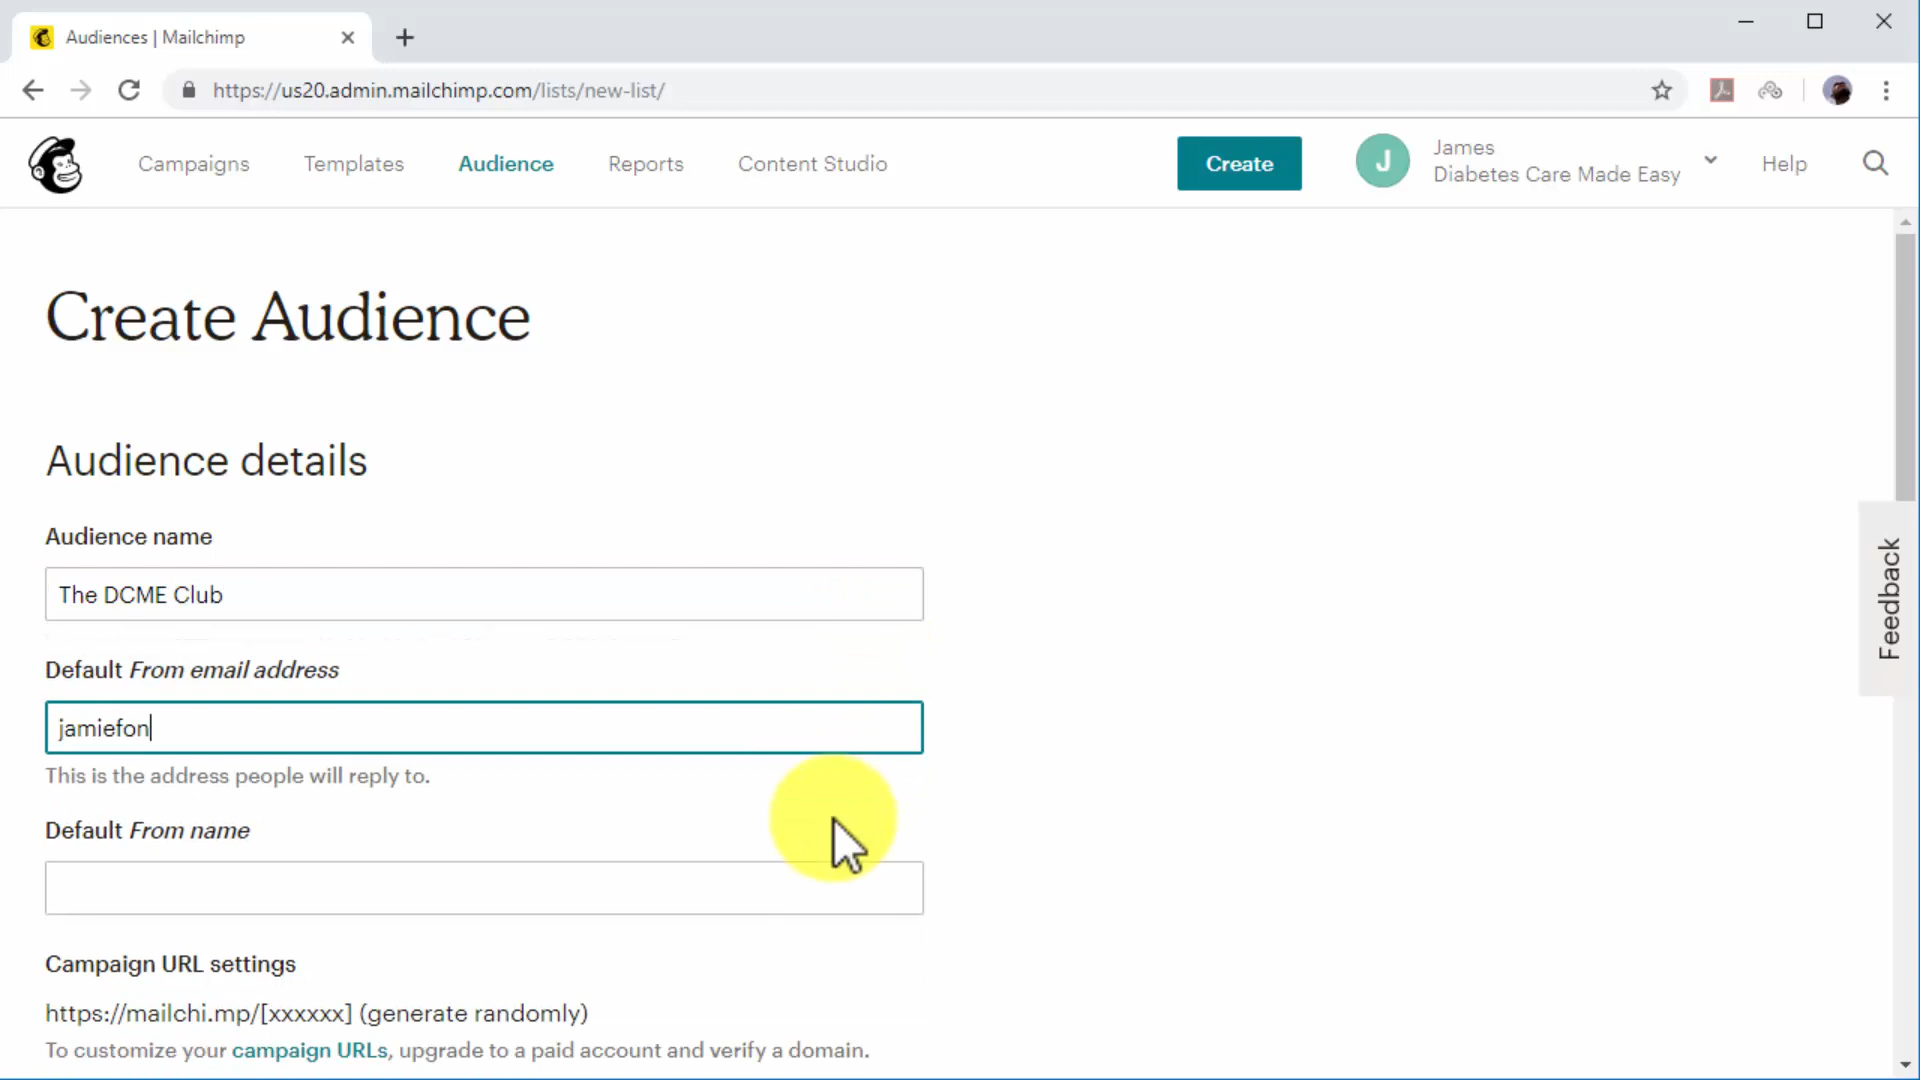 Audiences | Mailchimp
https://us20.admin.mailchimp.com/lists/new-list/
Campaigns
Templates
Audience
Reports
Content Studio
Create
J
James
Diabetes Care Made Easy
Help
Create Audience
Audience details
Audience name
The DCME Club
Default From email address
jamiefon
This is the address people will reply to.
Default From name
Campaign URL settings
https://mailchi.mp/[xxxxxx] (generate randomly)
To customize your campaign URLs, upgrade to a paid account and verify a domain.
Feedback